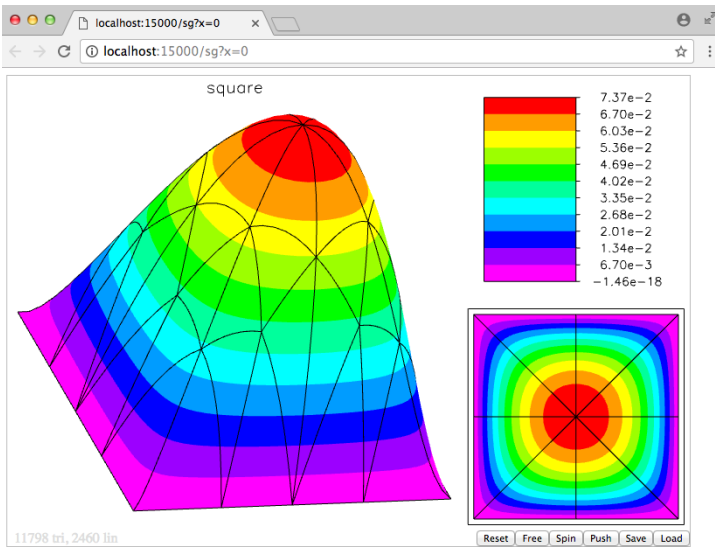 localhost:15000/sg?x=0
localhost:15000/sg?x=0
square
7.37e-2
6.70e-2
6.03e-2
5.36e-2
4.69e-2
4.02e-2
3.35e-2
2.68e-2
2.01e-2
1.34e-2
6.70e-3
-1.46e-18
11798 tri, 2460 lin
Reset Free Spin Push Save Load